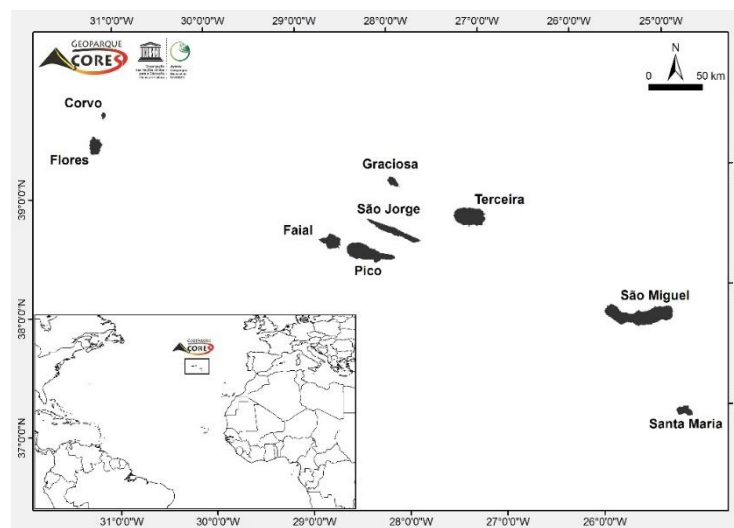 31°0'0"W 30°0'0"W 29°0'0"W 28°0'0"W 27°0'0"W 26°0'0"W 25°0'0"W
GEOPARQUE
AÇORES
N
0 50 km
Corvo
Flores
Graciosa
São Jorge
Terceira
Faial
Pico
São Miguel
Santa Maria
39°0'0"N
38°0'0"N
37°0'0"N
GEOPARQUE
AÇORES
31°0'0"W 30°0'0"W 29°0'0"W 28°0'0"W 27°0'0"W 26°0'0"W